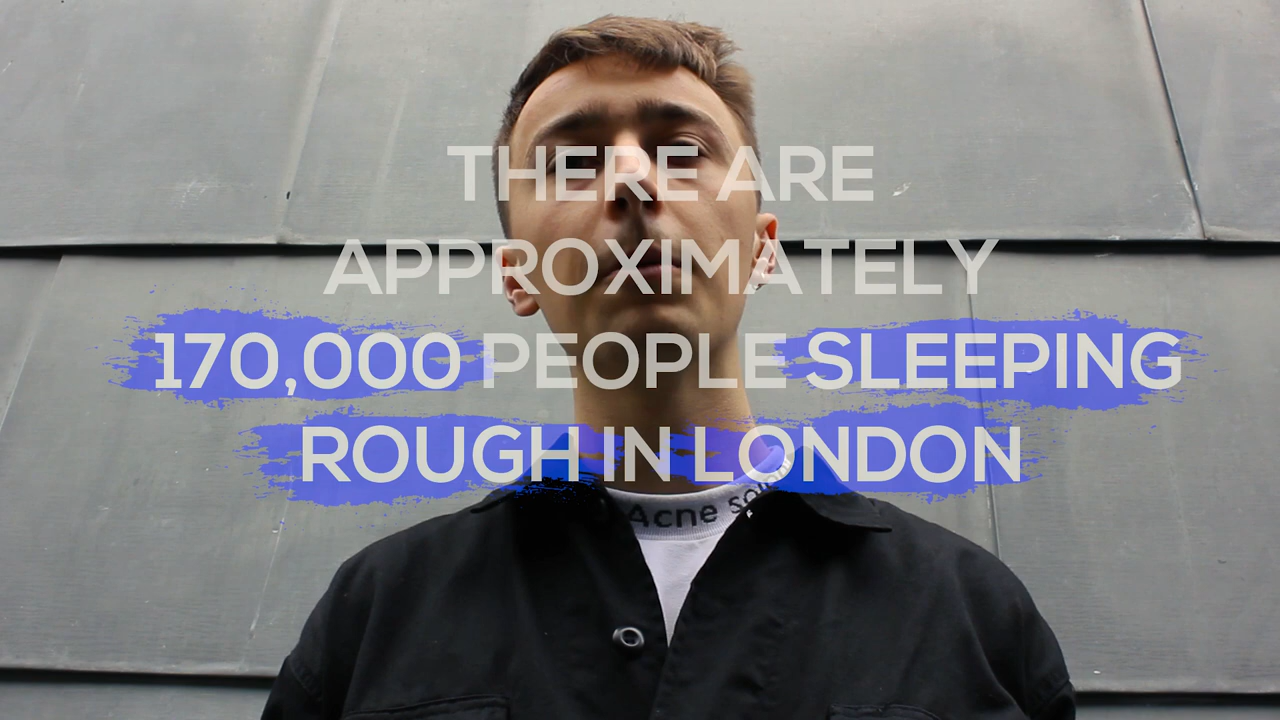 THERE ARE
APPROXIMATELY
170,000 PEOPLE SLEEPING
ROUGH IN LONDON
Acne